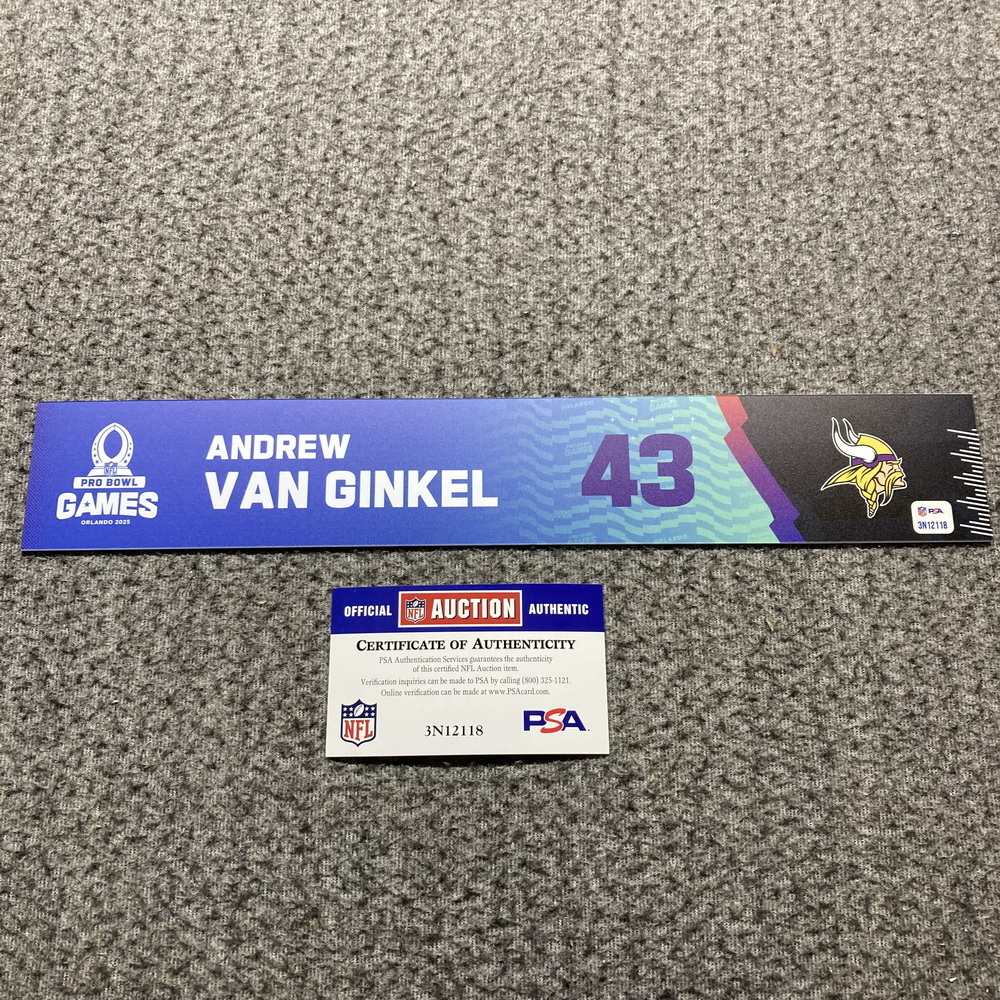 NFL
PRO BOWL
GAMES
ORLANDO 2025
ANDREW
VAN GINKEL
43
PSA
3N12118
OFFICIAL NFL AUCTION AUTHENTIC
CERTIFICATE OF AUTHENTICITY
PSA Authentication Services guarantees the authenticity
of this certified NFL Auction item.
Verification inquiries can be made to PSA by calling (800) 325-1121.
Online verification can be made at www.PSAcard.com.
NFL
3N12118
PSA